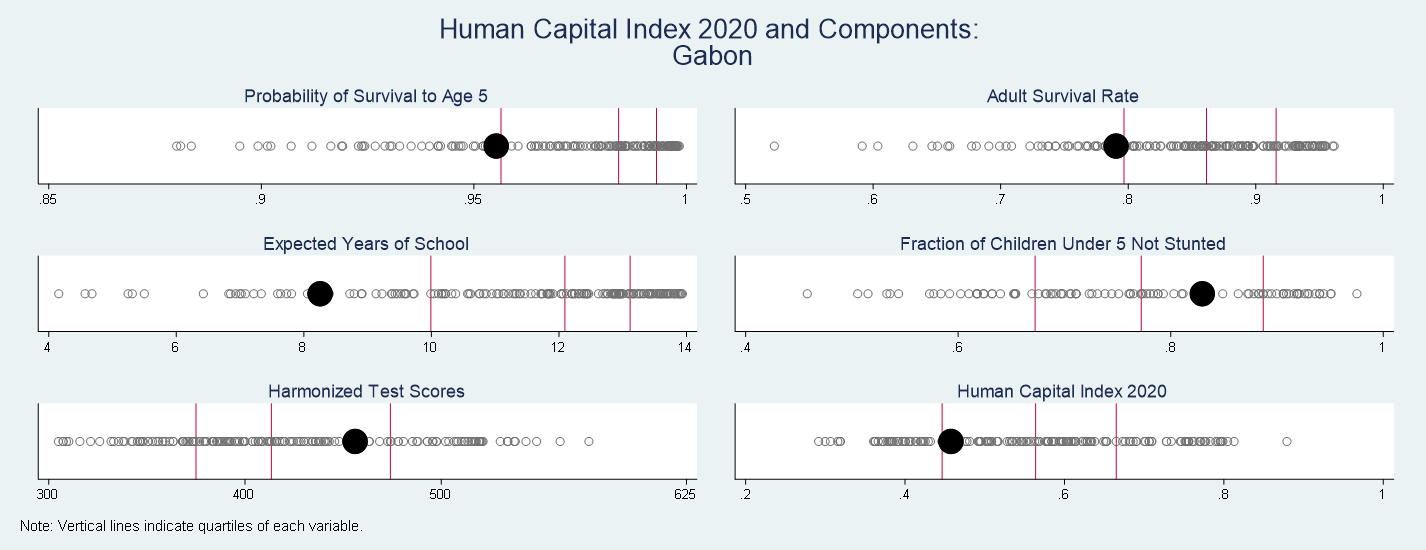 Human Capital Index 2020 and Components:
Gabon
Probability of Survival to Age 5
.85 .9 .95 1
Adult Survival Rate
.5 .6 .7 .8 .9 1
Expected Years of School
4 6 8 10 12 14
Fraction of Children Under 5 Not Stunted
.4 .6 .8 1
Harmonized Test Scores
300 400 500 625
Human Capital Index 2020
.2 .4 .6 .8 1
Note: Vertical lines indicate quartiles of each variable.